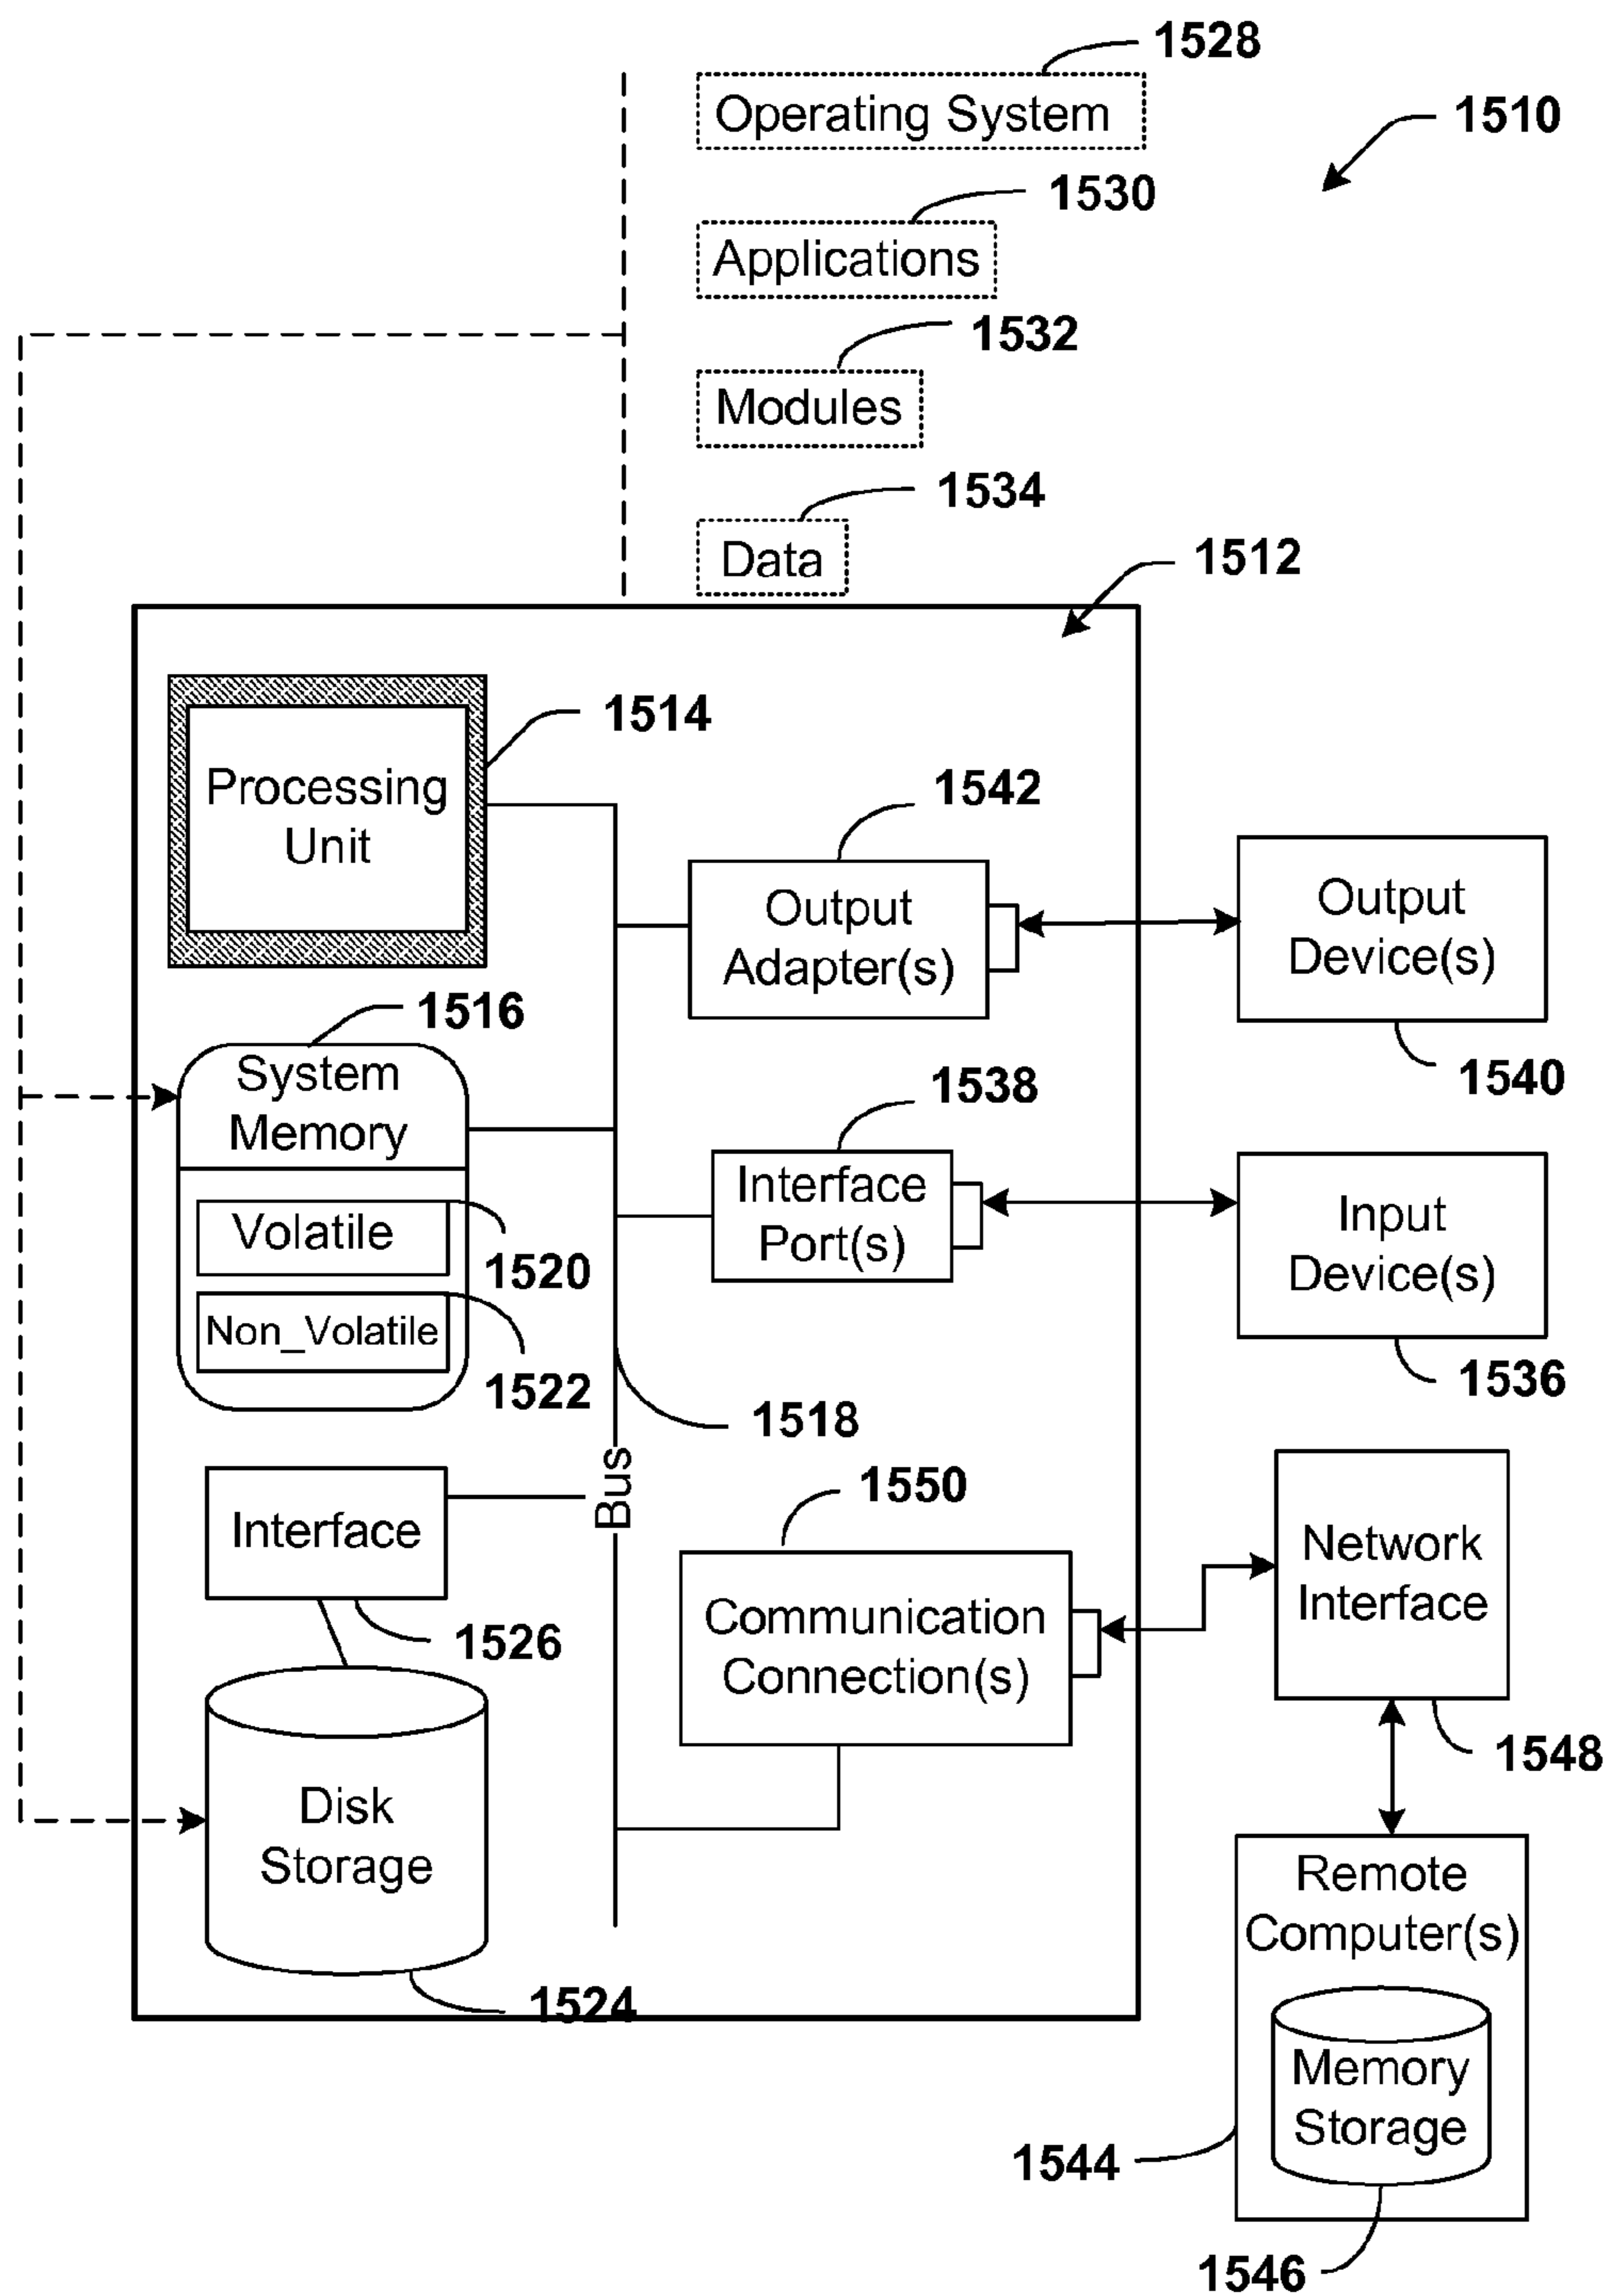 1528
Operating System
1510
1530
Applications
1532
Modules
1534
Data
1512
1514
Processing
Unit
1542
Output
Adapter(s)
Output
Device(s)
1540
1516
System
Memory
1538
Interface
Port(s)
Input
Device(s)
1536
Volatile
1520
Non_Volatile
1522
1518
Bus
Interface
1526
1550
Communication
Connection(s)
Network
Interface
1548
Disk
Storage
1524
Remote
Computer(s)
Memory
Storage
1544
1546